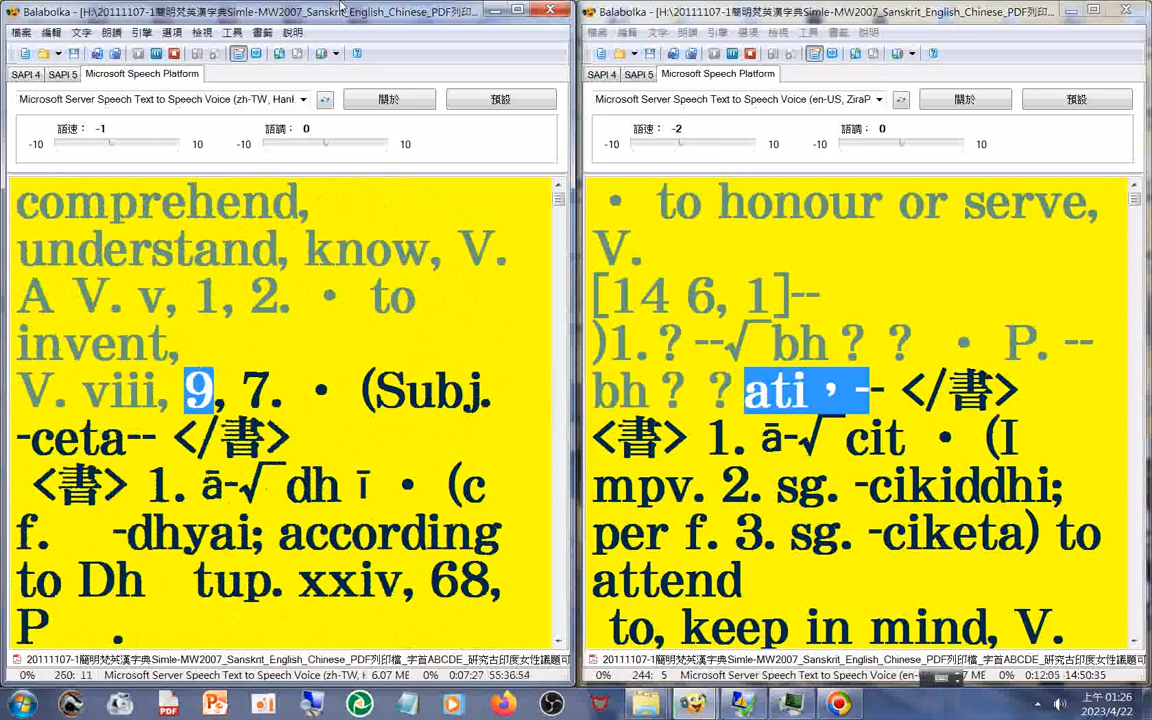 Balabolka - [H:\20111107-1簡明梵英漢字典Simle-MW2007_Sanskrit_English_Chinese_PDF列印...
檔案 編輯 文字 朗讀 引擎 選項 檢視 工具 書籤 說明
SAPI 4 SAPI 5 Microsoft Speech Platform
Microsoft Server Speech Text to Speech Voice (zh-TW, HanI
關於 預設
語速： -1 語調： 0
-10 10 -10 10
comprehend,
understand, know, V.
A V. v, 1, 2. • to
invent,
V. viii, 9, 7. • (Subj.
-ceta-- </書>
<書> 1. ā-√ dh ī • (c
f. -dhyai; according
to Dh tup. xxiv, 68,
P .
20111107-1簡明梵英漢字典Simle-MW2007_Sanskrit_English_Chinese_PDF列印檔_字首ABCDE_研究古印度女性議題可
0% 250: 11 Microsoft Server Speech Text to Speech Voice (zh-TW, H 6.07 ME 0% 0:07:27 55:36.54
Balabolka - [H:\20111107-1簡明梵英漢字典Simle-MW2007_Sanskrit_English_Chinese_PDF列印...
檔案 編輯 文字 朗讀 引擎 選項 檢視 工具 書籤 說明
SAPI 4 SAPI 5 Microsoft Speech Platform
Microsoft Server Speech Text to Speech Voice (en-US, ZiraP
關於 預設
語速： -2 語調： 0
-10 10 -10 10
• to honour or serve,
V.
[14 6, 1]--
)1. ? --√ bh ? ? • P. --
bh ? ? ati，-- </書>
<書> 1. ā-√ cit • (I
mpv. 2. sg. -cikiddhi;
per f. 3. sg. -ciketa) to
attend
to, keep in mind, V.
20111107-1簡明梵英漢字典Simle-MW2007_Sanskrit_English_Chinese_PDF列印檔_字首ABCDE_研究古印度女性議題可
0% 244: 5 Microsoft Server Speech Text to Speech Voice (en- 7 ME 0% 0:12:05 14:50:35
上午 01:26
2023/4/22